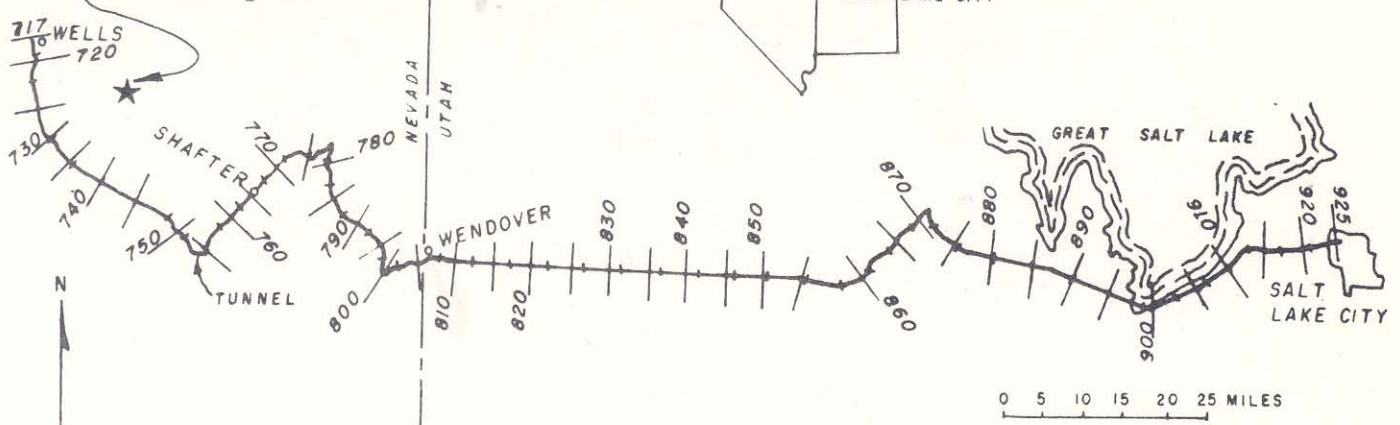 717 WELLS
720
730
740
750
TUNNEL
760
SHAFTER
770
780
790
800
NEVADA
UTAH
WENDOVER
810
820
830
840
850
860
870
880
890
900
910
920
925
GREAT SALT LAKE
SALT
LAKE CITY
N
0 5 10 15 20 25 MILES